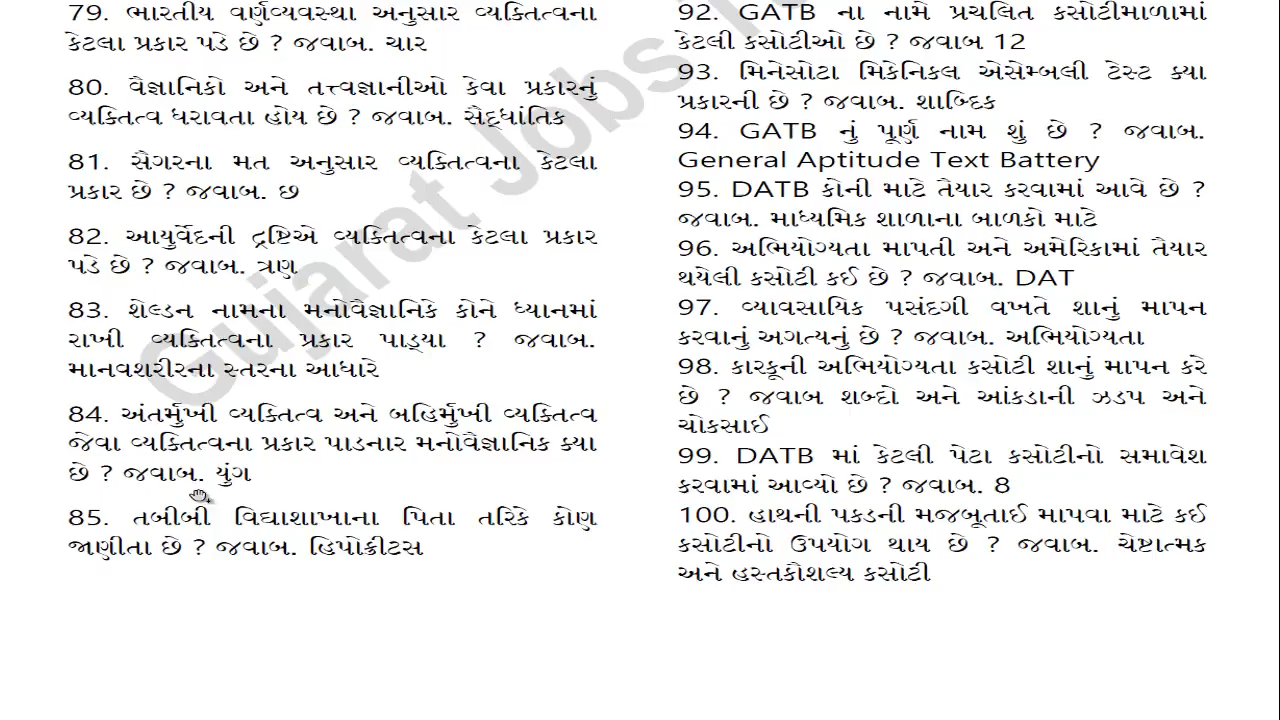 79. ભારતીય વર્ણવ્યવસ્થા અનુસાર વ્યક્તિત્વના
કેટલા પ્રકાર પડે છે ? જવાબ. ચાર
80. વૈજ્ઞાનિકો અને તત્ત્વજ્ઞાનીઓ કેવા પ્રકારનું
વ્યક્તિત્વ ધરાવતા હોય છે ? જવાબ. સૈદ્ધાંતિક
81. સૈગરના મત અનુસાર વ્યક્તિત્વના કેટલા
પ્રકાર છે ? જવાબ. છ
82. આયુર્વેદની દ્રષ્ટિએ વ્યક્તિત્વના કેટલા પ્રકાર
પડે છે ? જવાબ. ત્રણ
83. શેલ્ડન નામના મનોવૈજ્ઞાનિકે કોને ધ્યાનમાં
રાખી વ્યક્તિત્વના પ્રકાર પાડ્યા ? જવાબ.
માનવશરીરના સ્તરના આધારે
84. અંતર્મુખી વ્યક્તિત્વ અને બહિર્મુખી વ્યક્તિત્વ
જેવા વ્યક્તિત્વના પ્રકાર પાડનાર મનોવૈજ્ઞાનિક ક્યા
છે ? જવાબ. યુંગ
85. તબીબી વિદ્યાશાખાના પિતા તરિકે કોણ
જાણીતા છે ? જવાબ. હિપોક્રીટસ
92. GATB ના નામે પ્રચલિત કસોટીમાળામાં
કેટલી કસોટીઓ છે ? જવાબ 12
93. મિનેસોટા મિકેનિકલ એસેમ્બલી ટેસ્ટ ક્યા
પ્રકારની છે ? જવાબ. શાબ્દિક
94. GATB નું પૂર્ણ નામ શું છે ? જવાબ.
General Aptitude Text Battery
95. DATB કોની માટે તૈયાર કરવામાં આવે છે ?
જવાબ. માધ્યમિક શાળાના બાળકો માટે
96. અભિયોગ્યતા માપતી અને અમેરિકામાં તૈયાર
થયેલી કસોટી કઈ છે ? જવાબ. DAT
97. વ્યાવસાયિક પસંદગી વખતે શાનું માપન
કરવાનું અગત્યનું છે ? જવાબ. અભિયોગ્યતા
98. કારકૂની અભિયોગ્યતા કસોટી શાનું માપન કરે
છે ? જવાબ શબ્દો અને આંકડાની ઝડપ અને
ચોકસાઈ
99. DATB માં કેટલી પેટા કસોટીનો સમાવેશ
કરવામાં આવ્યો છે ? જવાબ. 8
100. હાથની પકડની મજબૂતાઈ માપવા માટે કઈ
કસોટીનો ઉપયોગ થાય છે ? જવાબ. ચેષ્ટાત્મક
અને હસ્તકૌશલ્ય કસોટી
Gujarat Jobs